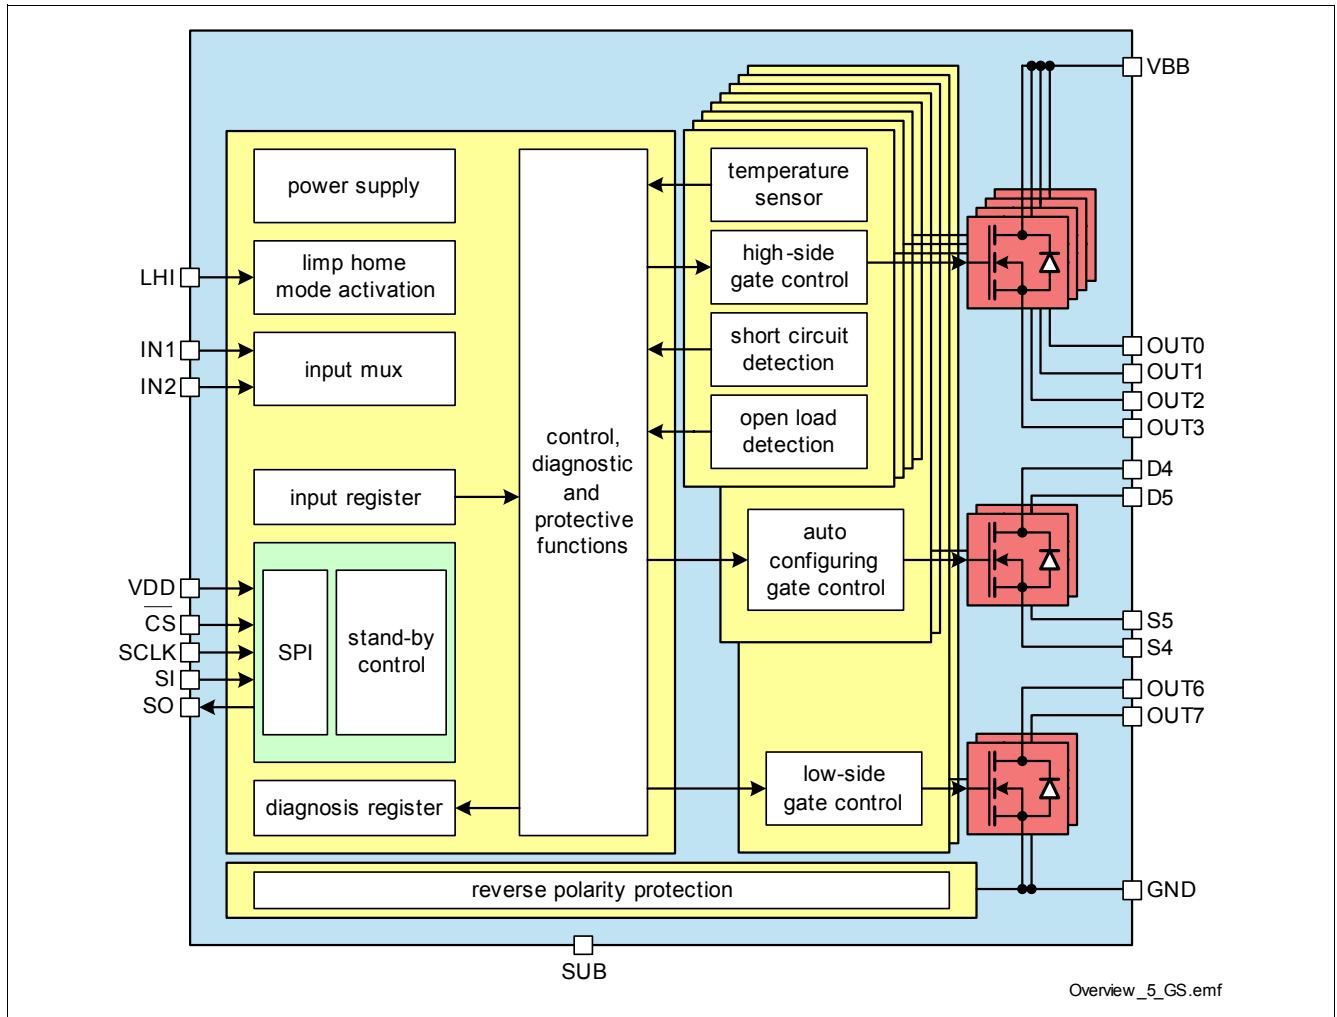 VBB
power supply
temperature
sensor
LHI
limp home
mode activation
high-side
gate control
IN1
IN2
input mux
short circuit
detection
OUT0
OUT1
OUT2
OUT3
open load
detection
control,
diagnostic
and
protective
functions
D4
D5
input register
auto
configuring
gate control
VDD
CS
SCLK
SI
SO
SPI
stand-by
control
S5
S4
OUT6
OUT7
low-side
gate control
diagnosis register
reverse polarity protection
GND
SUB
Overview_5_GS.emf